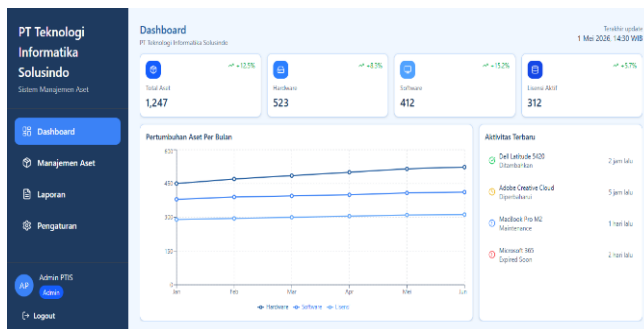 PT Teknologi
Informatika
Solusindo
Sistem Manajemen Aset
Dashboard
Manajemen Aset
Laporan
Pengaturan
AP
Admin PTIS
Admin
Logout
Dashboard
PT Teknologi Informatika Solusindo
Terakhir update
1 Mei 2026, 14:30 WIB
+12.5%
Total Aset
1,247
+8.3%
Hardware
523
+15.2%
Software
412
+5.7%
Lisensi Aktif
312
Pertumbuhan Aset Per Bulan
600
450
300
150
0
Jan
Feb
Mar
Apr
Mei
Jun
Hardware
Software
Lisensi
Aktivitas Terbaru
Dell Latitude 5420
Ditambahkan
2 jam lalu
Adobe Creative Cloud
Diperbaharui
5 jam lalu
MacBook Pro M2
Maintenance
1 hari lalu
Microsoft 365
Expired Soon
2 hari lalu